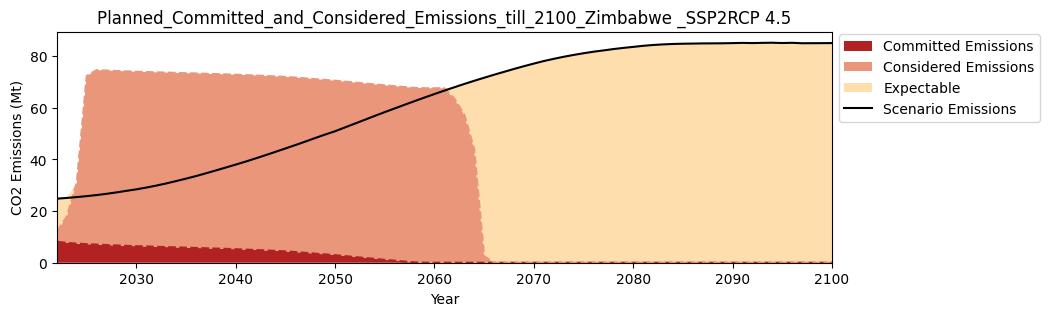 Planned_Committed_and_Considered_Emissions_till_2100_Zimbabwe _SSP2RCP 4.5
CO2 Emissions (Mt)
80
60
40
20
0
2030 2040 2050 2060 2070 2080 2090 2100
Year
Committed Emissions
Considered Emissions
Expectable
Scenario Emissions